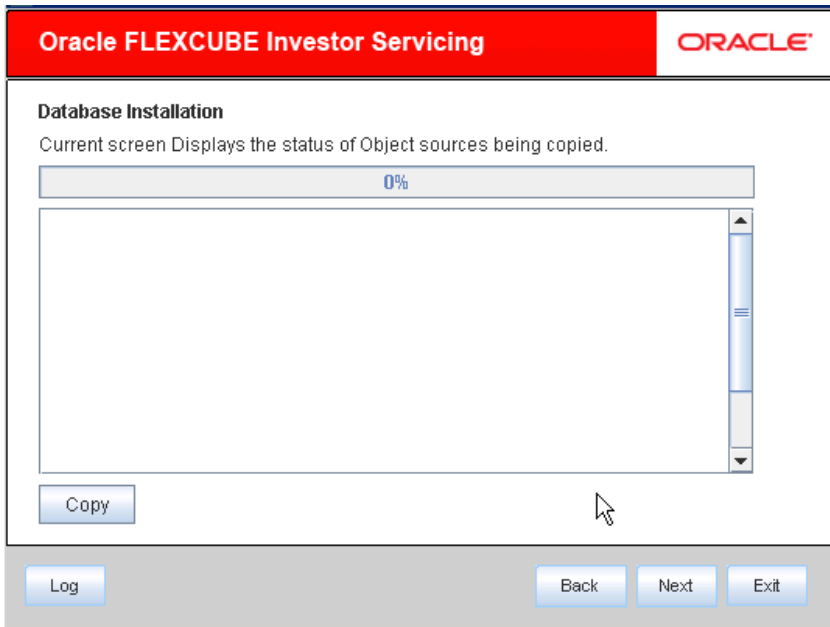 Oracle FLEXCUBE Investor Servicing
ORACLE®
Database Installation
Current screen Displays the status of Object sources being copied.
0%
Copy
Log
Back
Next
Exit